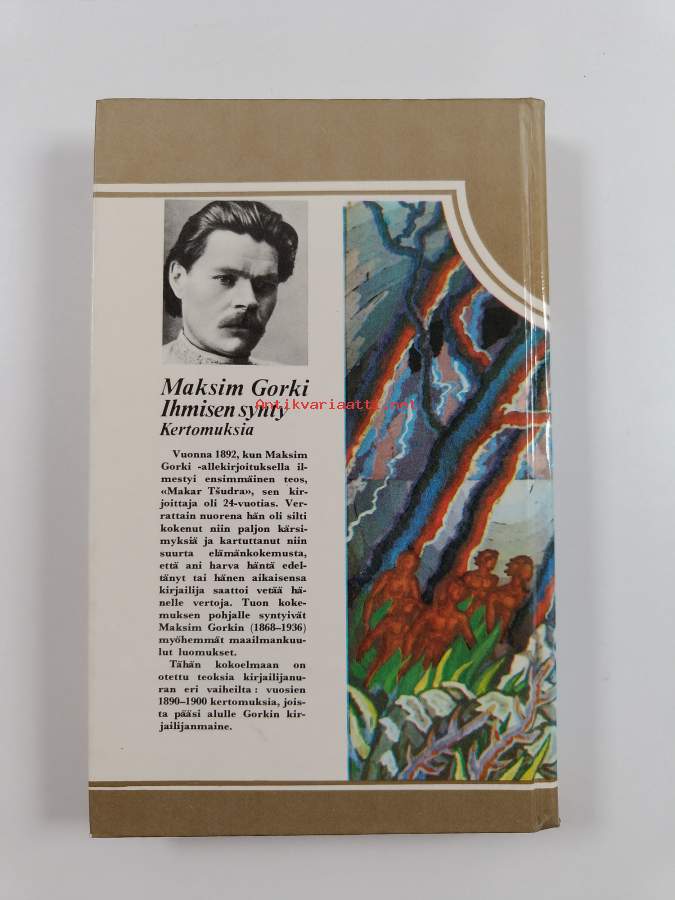 Maksim Gorki
Ihmisen synty
Antikvariaatti.net
Kertomuksia
Vuonna 1892, kun Maksim
Gorki -allekirjoituksella il-
mestyi ensimmäinen teos,
«Makar Tšudra», sen kir-
joittaja oli 24-vuotias. Ver-
rattain nuorena hän oli silti
kokenut niin paljon kärsi-
myksiä ja kartuttanut niin
suurta elämänkokemusta,
että ani harva häntä edel-
tänyt tai hänen aikaisensa
kirjailija saattoi vetää hä-
nelle vertoja. Tuon koke-
muksen pohjalle syntyivät
Maksim Gorkin (1868–1936)
myöhemmät maailmankuu-
lut luomukset.
Tähän kokoelmaan on
otettu teoksia kirjailijanu-
ran eri vaiheilta: vuosien
1890–1900 kertomuksia, jois-
ta pääsi alulle Gorkin kir-
jailijanmaine.